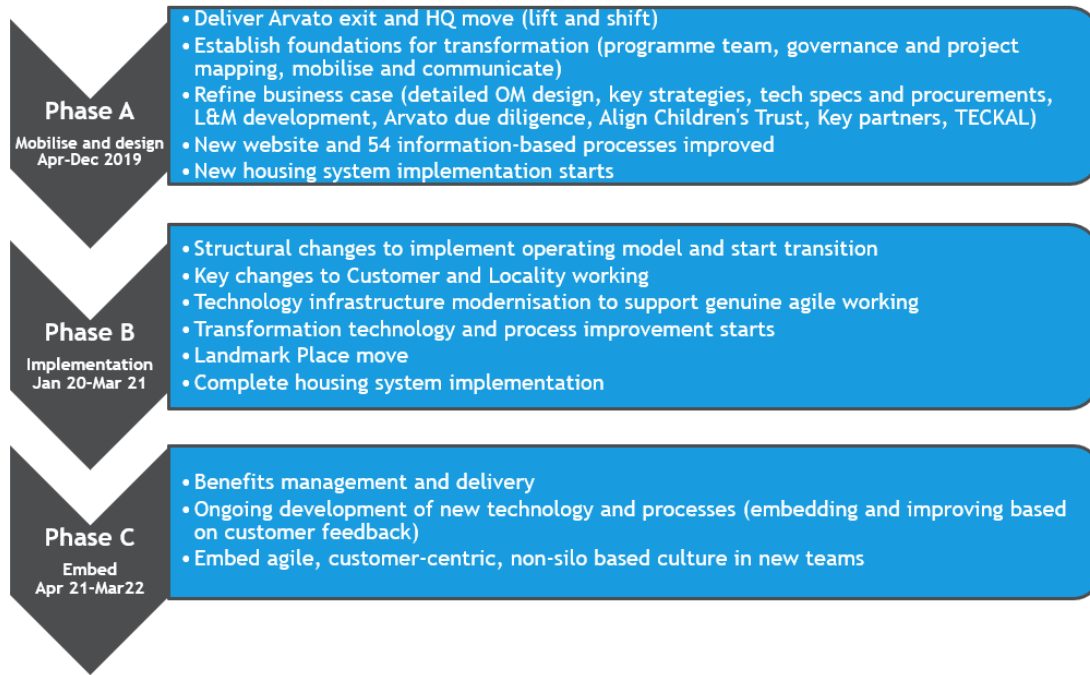 Phase A
Mobilise and design
Apr-Dec 2019
•Deliver Arvato exit and HQ move (lift and shift)
•Establish foundations for transformation (programme team, governance and project
mapping, mobilise and communicate)
•Refine business case (detailed OM design, key strategies, tech specs and procurements,
L&M development, Arvato due diligence, Align Children's Trust, Key partners, TECKAL)
•New website and 54 information-based processes improved
•New housing system implementation starts
Phase B
Implementation
Jan 20-Mar 21
•Structural changes to implement operating model and start transition
•Key changes to Customer and Locality working
•Technology infrastructure modernisation to support genuine agile working
•Transformation technology and process improvement starts
•Landmark Place move
•Complete housing system implementation
Phase C
Embed
Apr 21-Mar22
•Benefits management and delivery
•Ongoing development of new technology and processes (embedding and improving based
on customer feedback)
•Embed agile, customer-centric, non-silo based culture in new teams